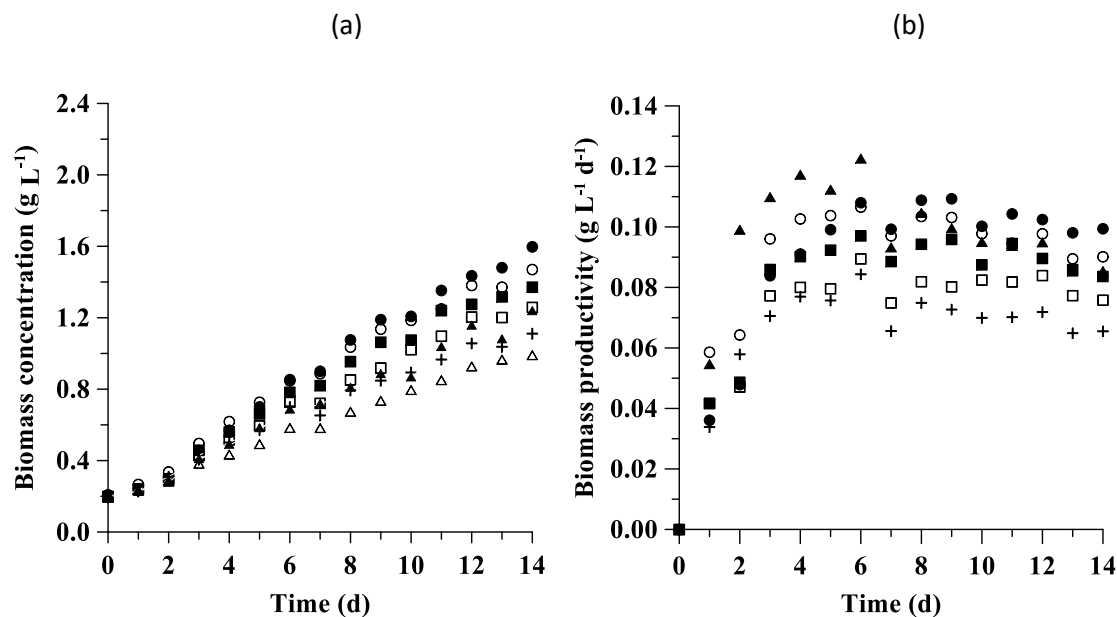 (a)
(b)
Biomass concentration (g L⁻¹)
2.4
2.0
1.6
1.2
0.8
0.4
0.0
0 2 4 6 8 10 12 14
Time (d)
Biomass productivity (g L⁻¹ d⁻¹)
0.14
0.12
0.10
0.08
0.06
0.04
0.02
0.00
0 2 4 6 8 10 12 14
Time (d)